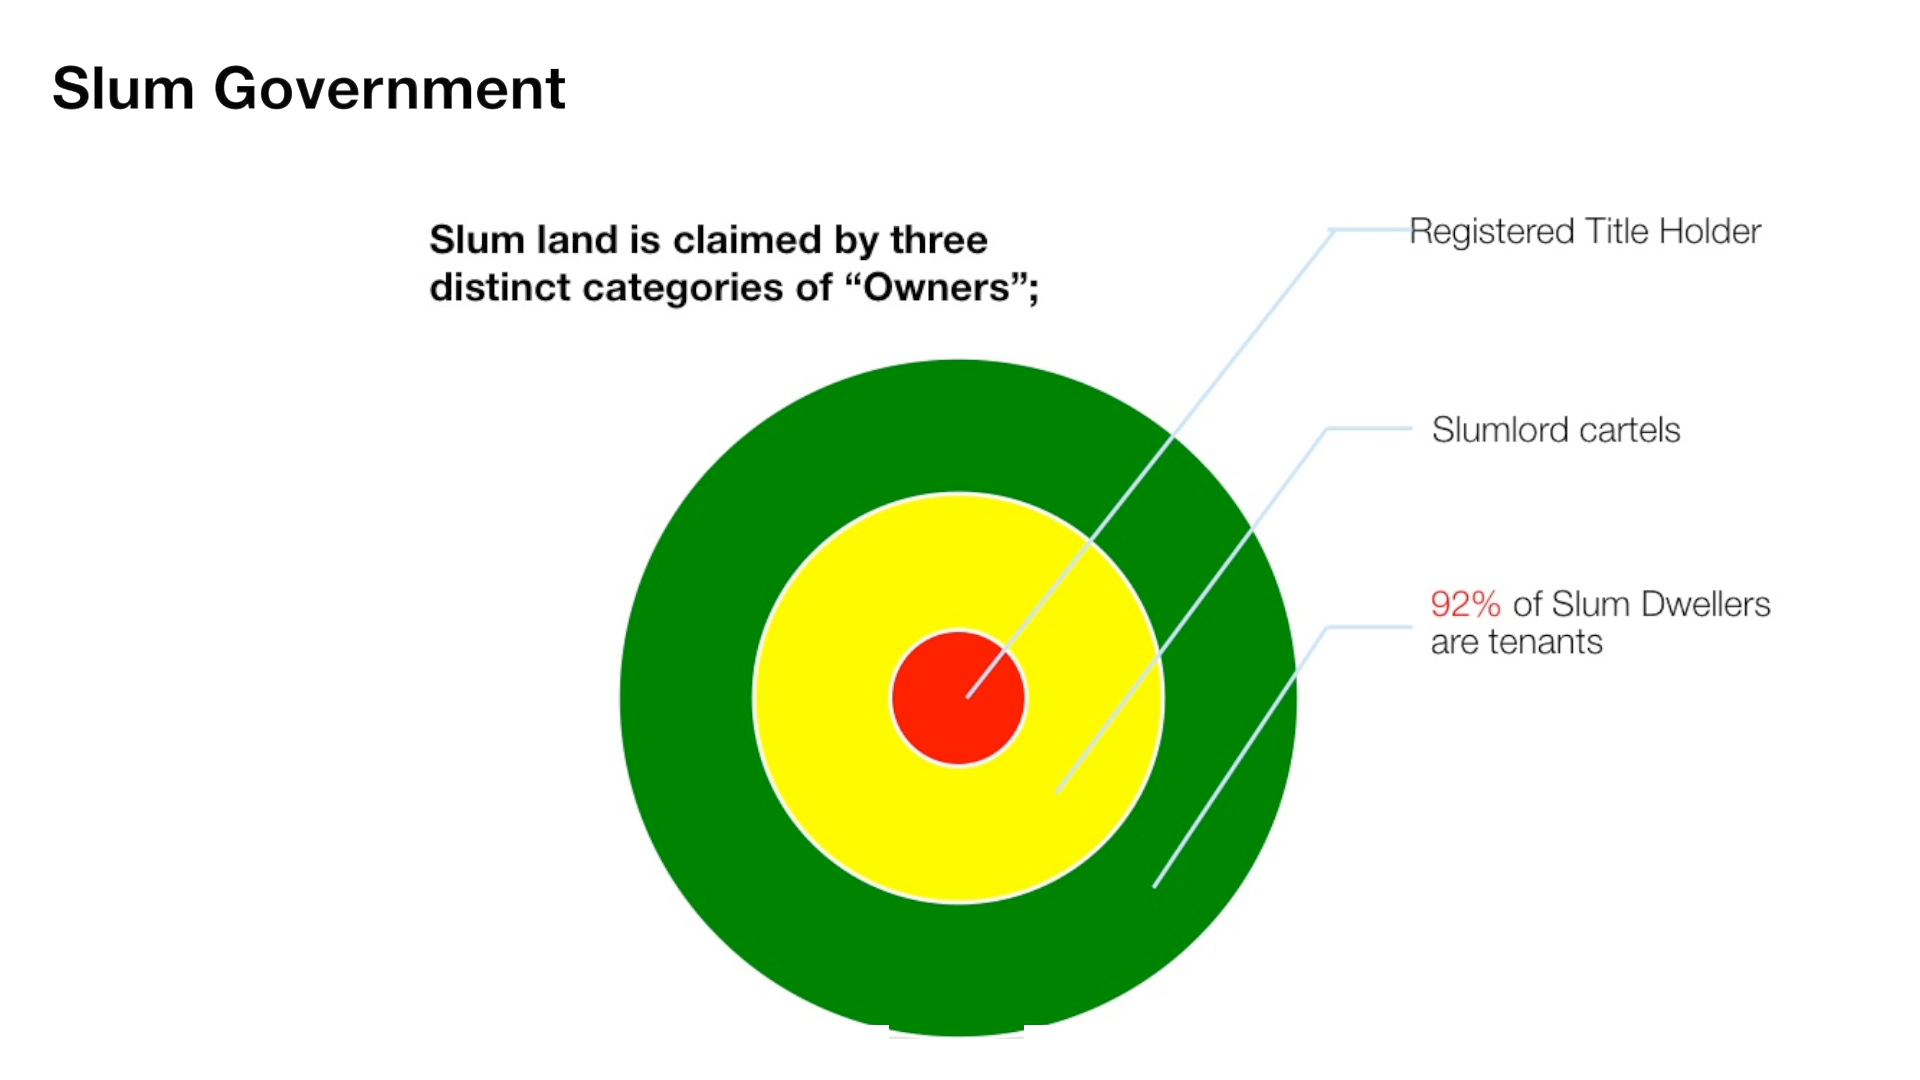 Slum Government
Slum land is claimed by three
distinct categories of “Owners”;
Registered Title Holder
Slumlord cartels
92% of Slum Dwellers
are tenants